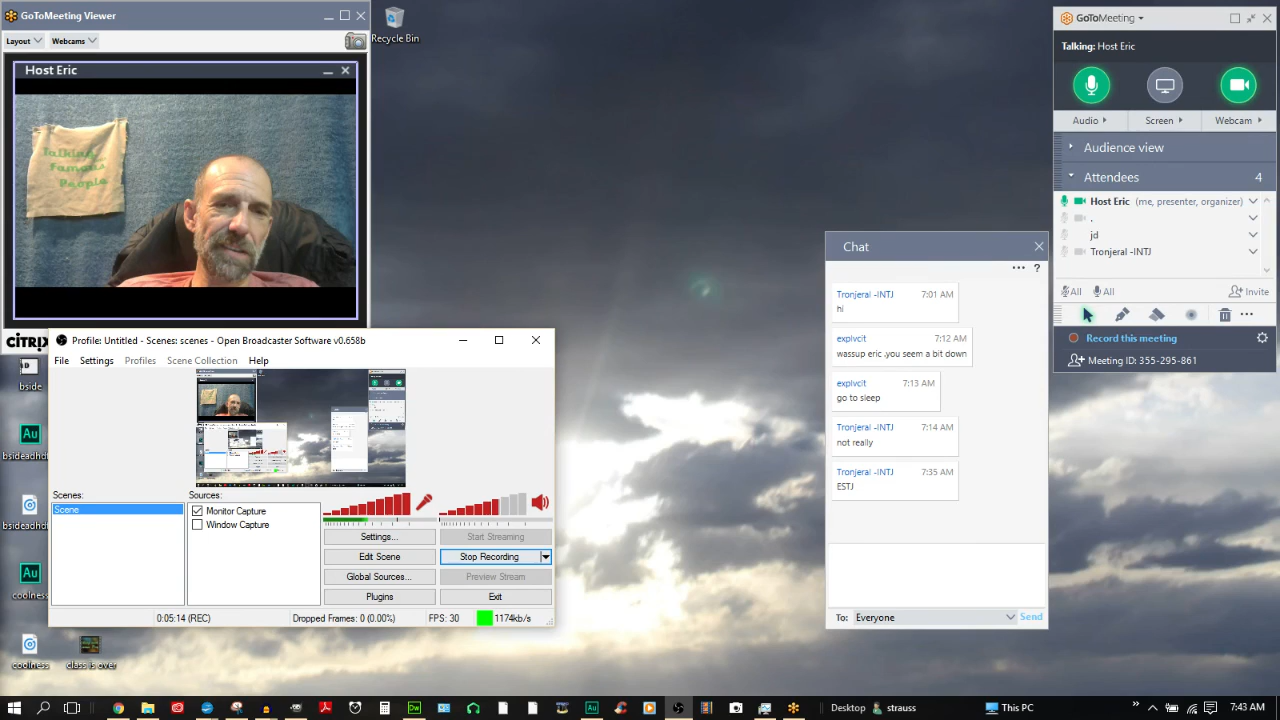 GoToMeeting Viewer
Layout
Webcams
Host Eric
Talking
Famous
People
CITRIX
Recycle Bin
Profile: Untitled - Scenes: scenes - Open Broadcaster Software v0.658b
File Settings Profiles Scene Collection Help
Scenes:
Scene
Sources:
Monitor Capture
Window Capture
Settings...
Start Streaming
Edit Scene
Stop Recording
Global Sources...
Preview Stream
Plugins
Exit
0:05:14 (REC)
Dropped Frames: 0 (0.00%)
FPS: 30
1174kb/s
bside
Au
bsideadhd
bsideadhd
Au
coolness
coolness
class is over
Chat
... ?
Tronjeral -INTJ 7:01 AM
hi
explvcit 7:12 AM
wassup eric .you seem a bit down
explvcit 7:13 AM
go to sleep
Tronjeral -INTJ 7:14 AM
not really
Tronjeral -INTJ 7:35 AM
ESTJ
To: Everyone
Send
GoToMeeting
Talking: Host Eric
Audio
Screen
Webcam
Audience view
Attendees 4
Host Eric (me, presenter, organizer)
.
jd
Tronjeral -INTJ
All
All
Invite
Record this meeting
Meeting ID: 355-295-861
Dw
Au
Desktop
strauss
This PC
7:43 AM